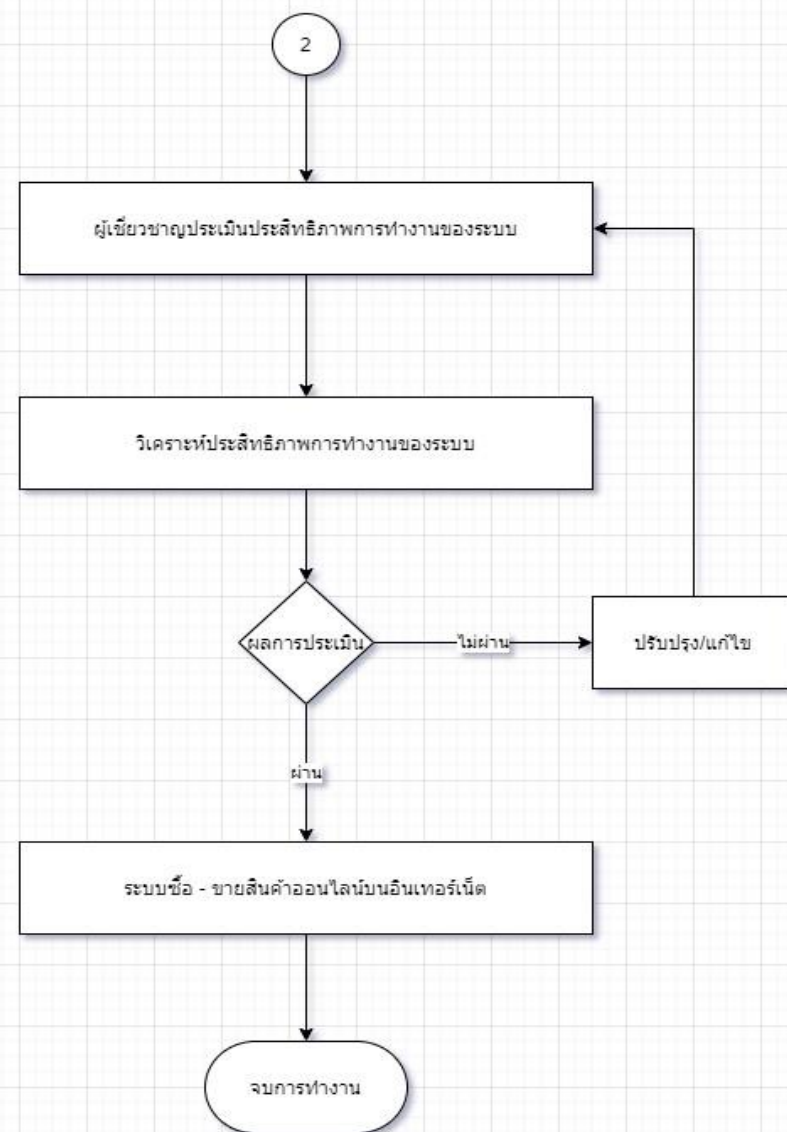 2
ผู้เชี่ยวชาญประเมินประสิทธิภาพการทำงานของระบบ
วิเคราะห์ประสิทธิภาพการทำงานของระบบ
ผลการประเมิน
ไม่ผ่าน
ปรับปรุง/แก้ไข
ผ่าน
ระบบซื้อ - ขายสินค้าออนไลน์บนอินเทอร์เน็ต
จบการทำงาน